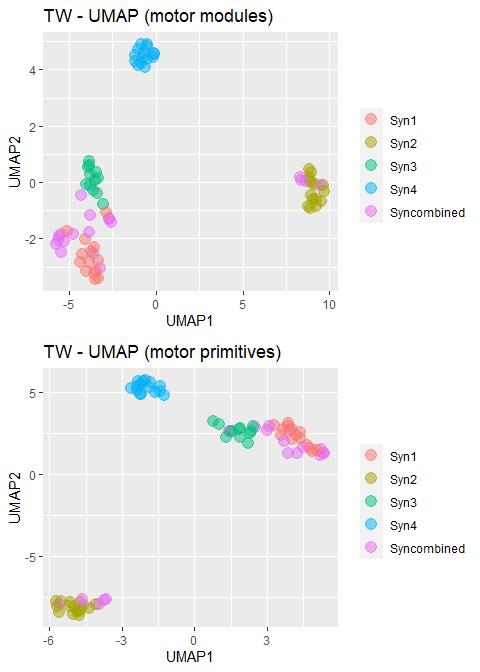 TW - UMAP (motor modules)
4
2
0
-2
-5
0
5
10
UMAP1
UMAP2
Syn1
Syn2
Syn3
Syn4
Syncombined
TW - UMAP (motor primitives)
5
0
-5
-6
-3
0
3
UMAP1
UMAP2
Syn1
Syn2
Syn3
Syn4
Syncombined